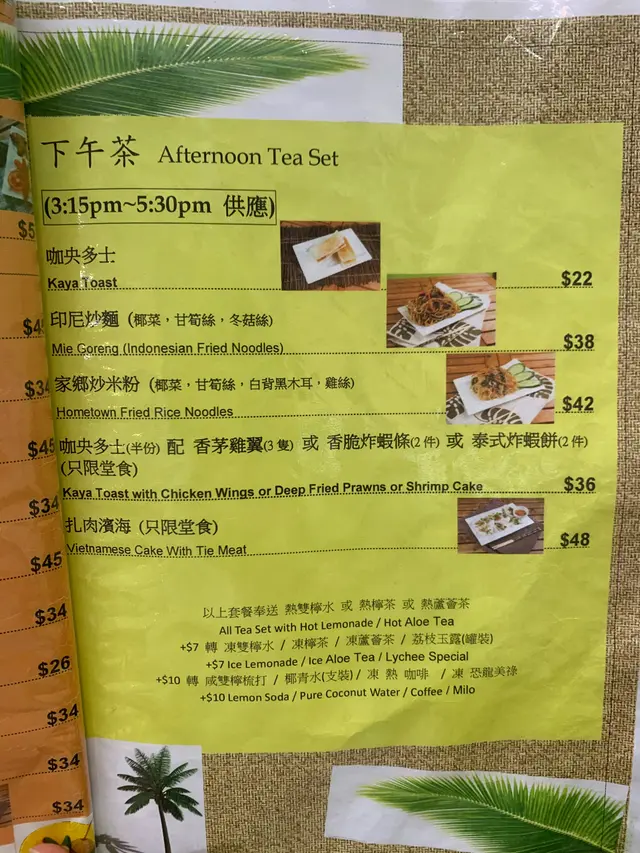 下午茶 Afternoon Tea Set
(3:15pm~5:30pm 供應)
咖央多士
Kaya Toast $22
印尼炒麵 (椰菜，甘筍絲，冬菇絲)
Mie Goreng (Indonesian Fried Noodles) $38
家鄉炒米粉 (椰菜，甘筍絲，白背黑木耳，雞絲)
Hometown Fried Rice Noodles $42
咖央多士(半份) 配 香茅雞翼(3隻) 或 香脆炸蝦條(2件) 或 泰式炸蝦餅(2件)
(只限堂食)
Kaya Toast with Chicken Wings or Deep Fried Prawns or Shrimp Cake $36
扎肉濱海 (只限堂食)
Vietnamese Cake With Tie Meat $48
以上套餐奉送 熱雙檸水 或 熱檸茶 或 熱蘆薈茶
All Tea Set with Hot Lemonade / Hot Aloe Tea
+$7 轉 凍雙檸水 / 凍檸茶 / 凍蘆薈茶 / 荔枝玉露(罐裝)
+$7 Ice Lemonade / Ice Aloe Tea / Lychee Special
+$10 轉 咸雙檸梳打 / 椰青水(支裝) / 凍 熱 咖啡 / 凍 恐龍美祿
+$10 Lemon Soda / Pure Coconut Water / Coffee / Milo
$34
$45
$34
$45
$34
$26
$34
$34
$34